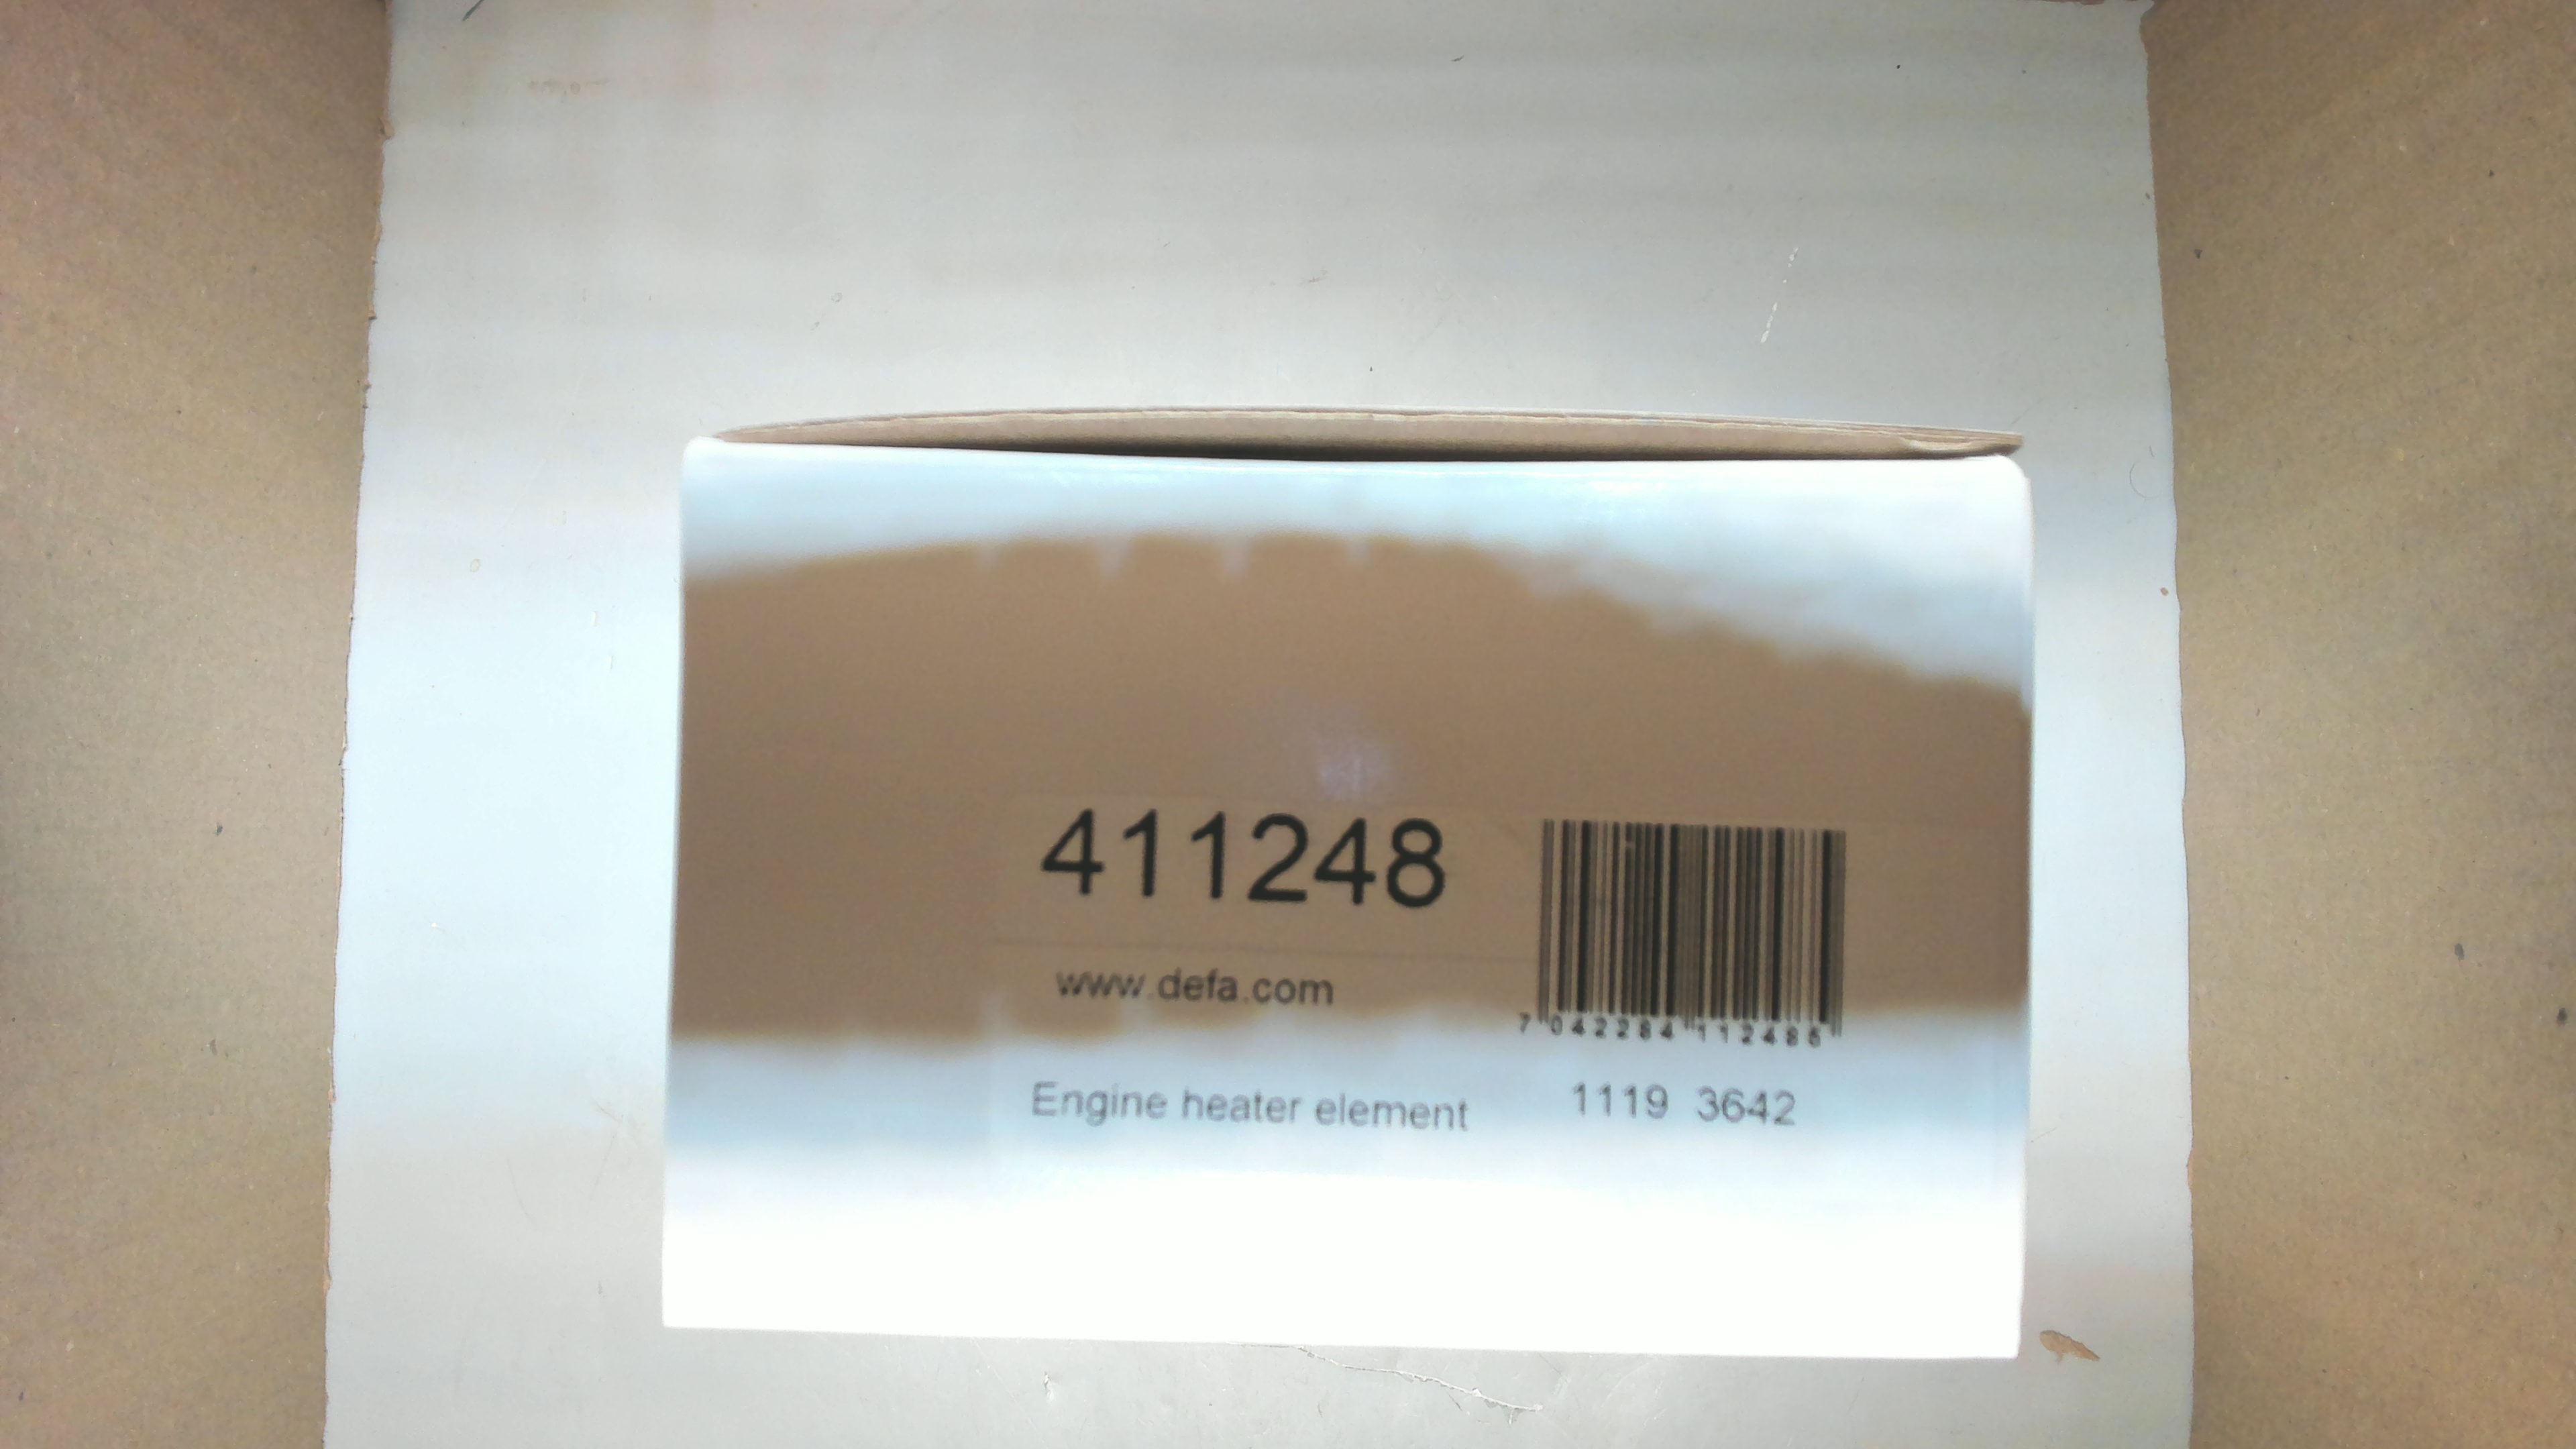 411248
www.defa.com
7 042284 112486
Engine heater element
1119 3642